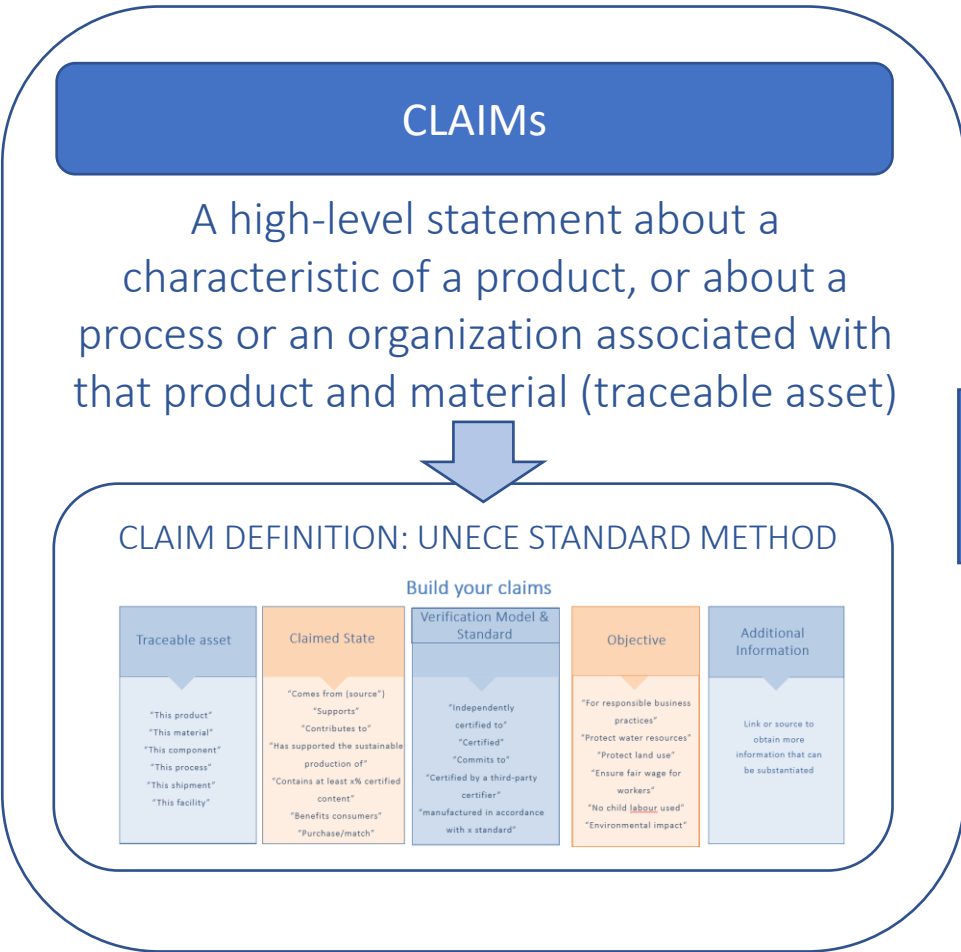 CLAIMs
A high-level statement about a
characteristic of a product, or about a
process or an organization associated with
that product and material (traceable asset)
CLAIM DEFINITION: UNECE STANDARD METHOD
Build your claims
Traceable asset
"This product"
"This material"
"This component"
"This process"
"This shipment"
"This facility"
Claimed State
"Comes from (source")
"Supports"
"Contributes to"
"Has supported the sustainable
production of"
"Contains at least x% certified
content"
"Benefits consumers"
"Purchase/match"
Verification Model &
Standard
"Independently
certified to"
"Certified"
"Commits to"
"Certified by a third-party
certifier"
"manufactured in accordance
with x standard"
Objective
"For responsible business
practices"
"Protect water resources"
"Protect land use"
"Ensure fair wage for
workers"
"No child labour used"
"Environmental impact"
Additional
Information
Link or source to
obtain more
information that can
be substantiated